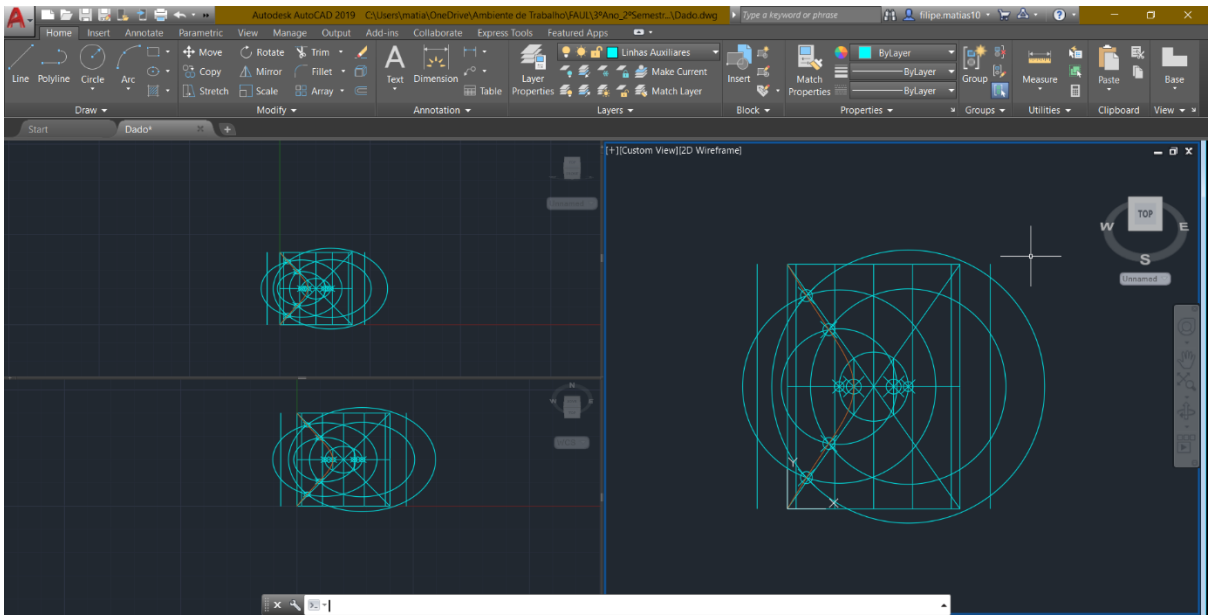 Autodesk AutoCAD 2019 C:\Users\matia\OneDrive\Ambiente de Trabalho\FAUL\3ºAno_2ºSemestr...\Dado.dwg Type a keyword or phrase filipe.matias10
Home Insert Annotate Parametric View Manage Output Add-ins Collaborate Express Tools Featured Apps
Line Polyline Circle Arc
Move Rotate Trim
Copy Mirror Fillet
Stretch Scale Array
Text Dimension
Table
Layer Properties
Linhas Auxiliares
Make Current
Match Layer
Insert
Match Properties
ByLayer
ByLayer
ByLayer
Group
Measure
Paste
Base
Draw Modify Annotation Layers Block Properties Groups Utilities Clipboard View
Start Dado*
[+][Custom View][2D Wireframe]
TOP
W E
S
Unnamed
Unnamed
N
WCS
Y
X